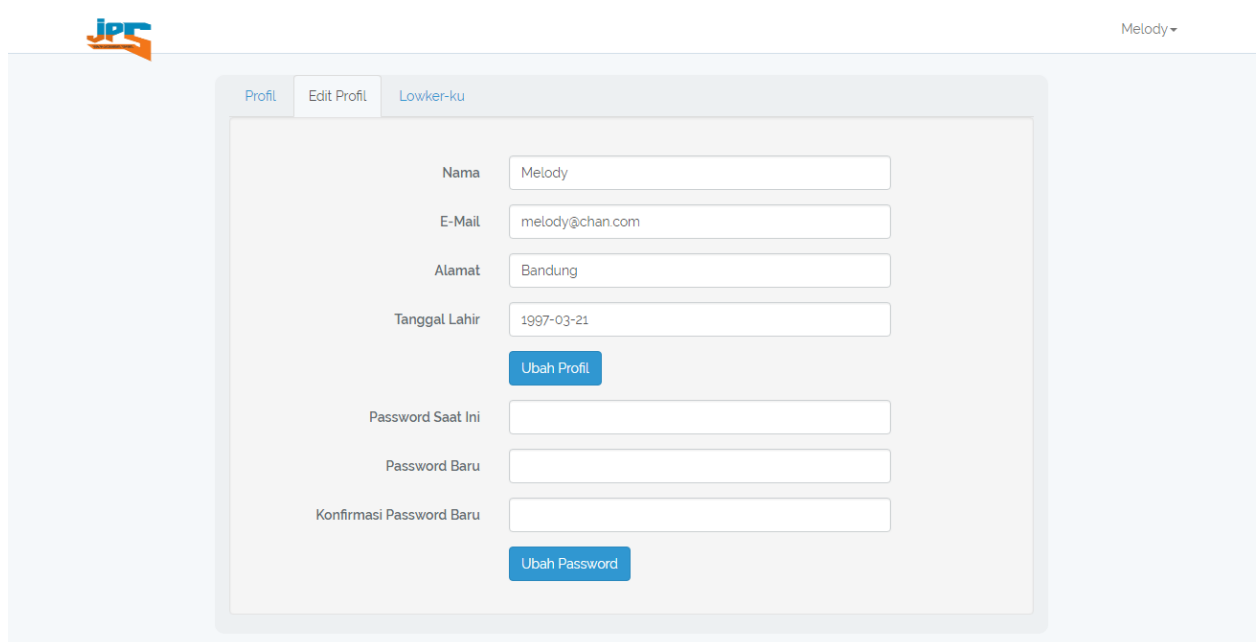 JPC
Melody
Profil Edit Profil Lowker-ku
Nama Melody
E-Mail melody@chan.com
Alamat Bandung
Tanggal Lahir 1997-03-21
Ubah Profil
Password Saat Ini
Password Baru
Konfirmasi Password Baru
Ubah Password